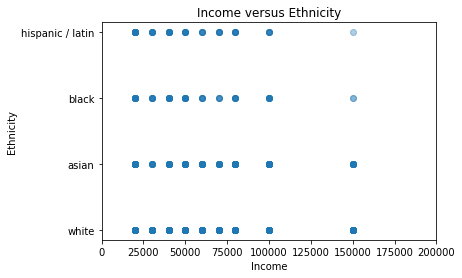 Income versus Ethnicity
hispanic / latin
black
asian
white
Ethnicity
0 25000 50000 75000 100000 125000 150000 175000 200000
Income